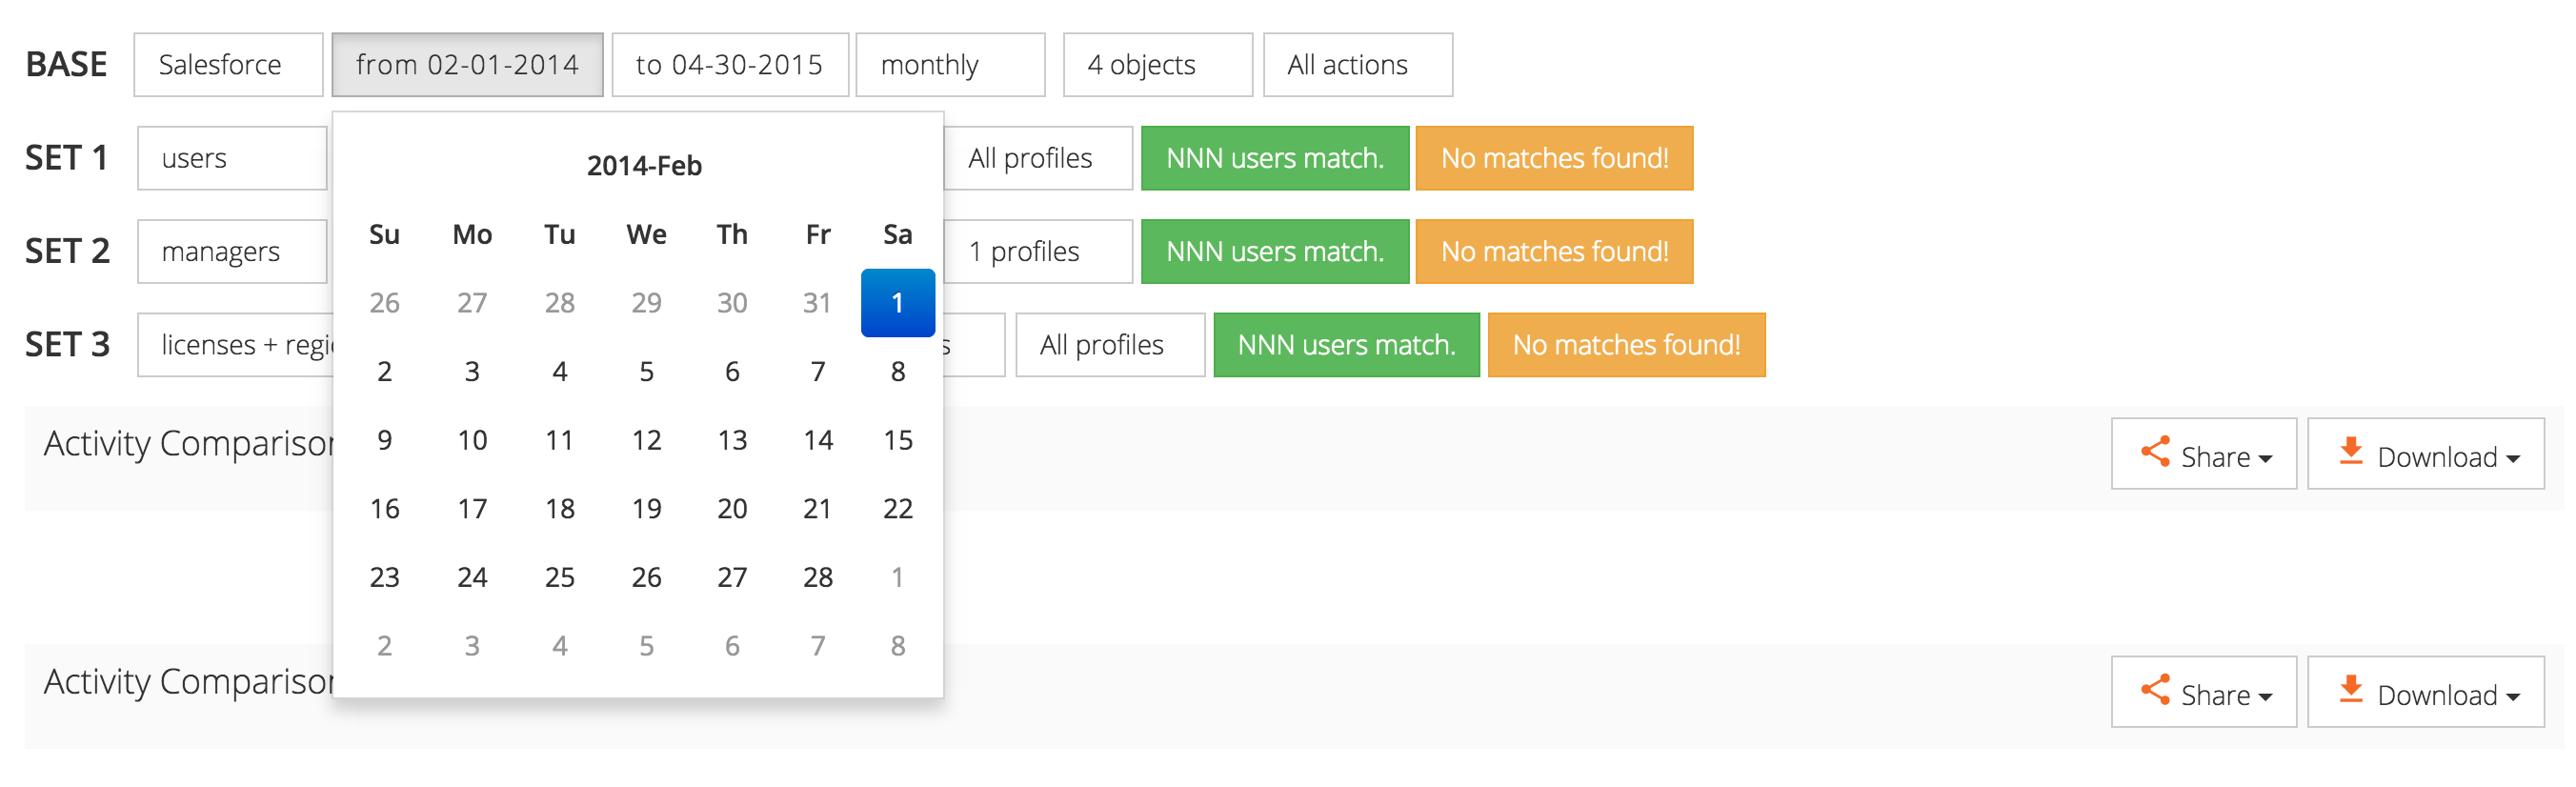 BASE Salesforce from 02-01-2014 to 04-30-2015 monthly 4 objects All actions
SET 1 users All profiles NNN users match. No matches found!
SET 2 managers 1 profiles NNN users match. No matches found!
SET 3 licenses + regi All profiles NNN users match. No matches found!
2014-Feb
Su Mo Tu We Th Fr Sa
26 27 28 29 30 31 1
2 3 4 5 6 7 8
9 10 11 12 13 14 15
16 17 18 19 20 21 22
23 24 25 26 27 28 1
2 3 4 5 6 7 8
Activity Comparison Share Download
Activity Comparison Share Download